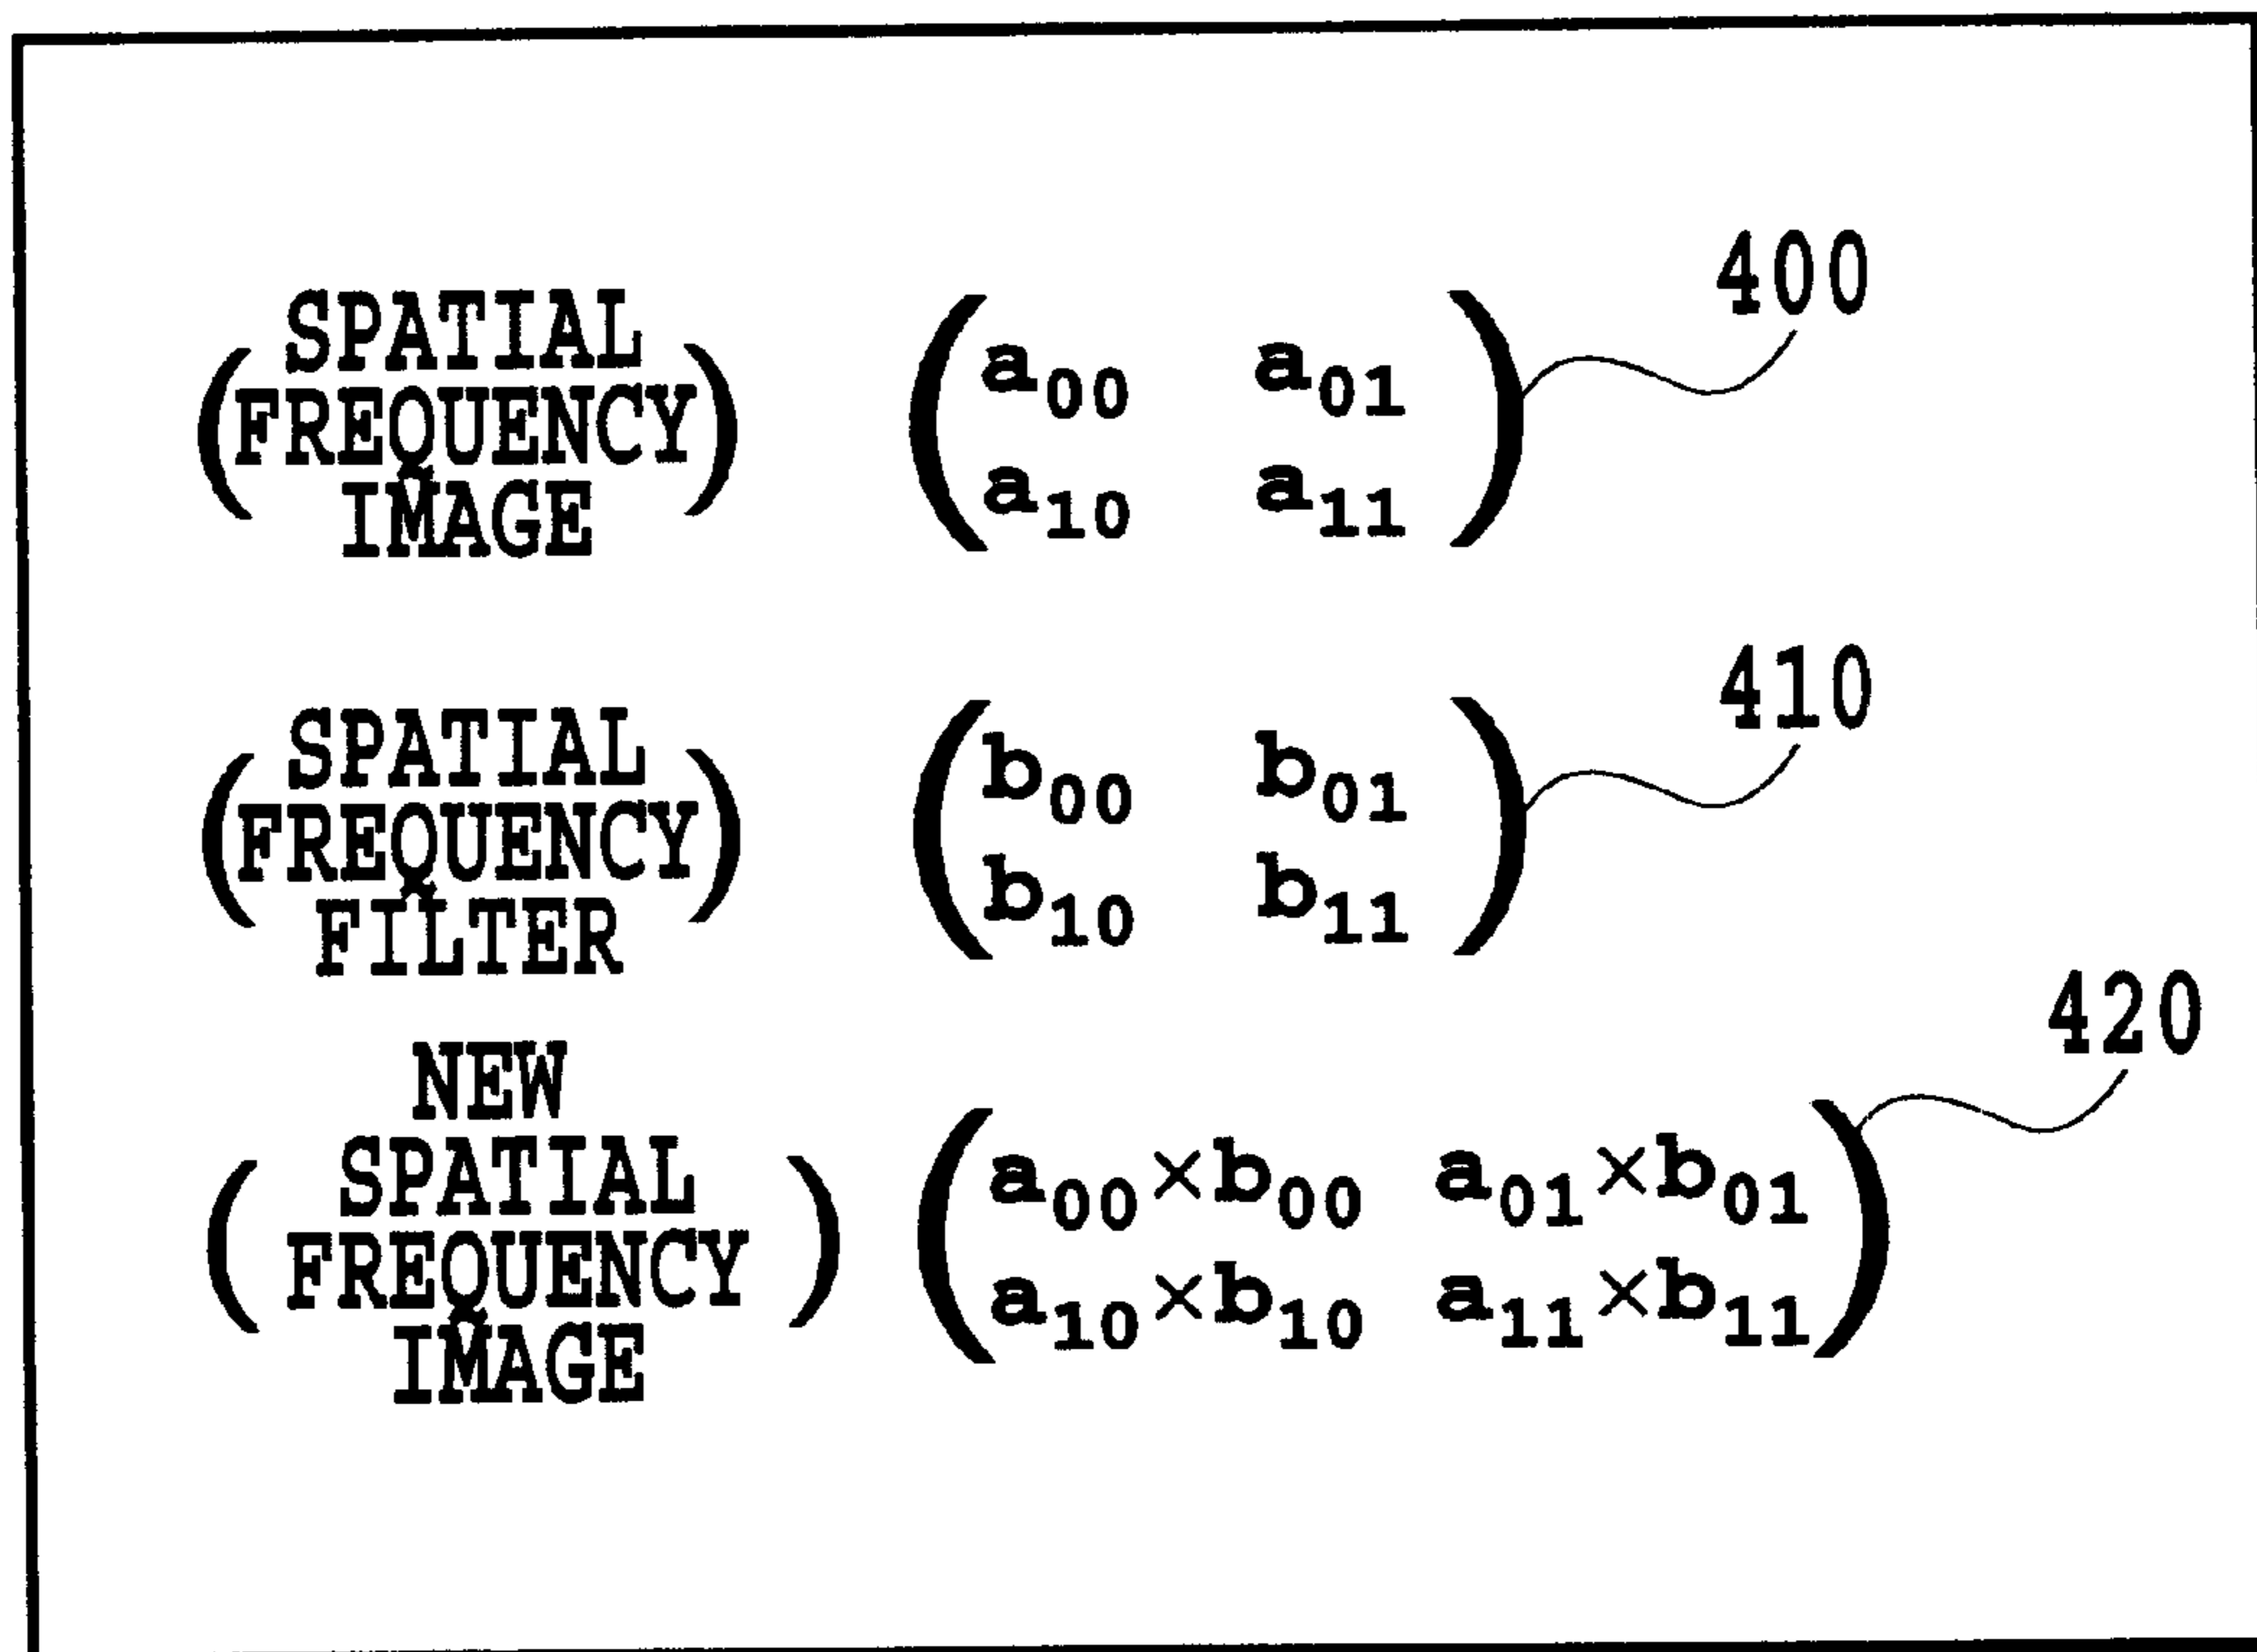 400
( SPATIAL
FREQUENCY
IMAGE )
( a₀₀ a₀₁
a₁₀ a₁₁ )
410
( SPATIAL
FREQUENCY
FILTER )
( b₀₀ b₀₁
b₁₀ b₁₁ )
420
( NEW
SPATIAL
FREQUENCY
IMAGE )
( a₀₀×b₀₀ a₀₁×b₀₁
a₁₀×b₁₀ a₁₁×b₁₁ )